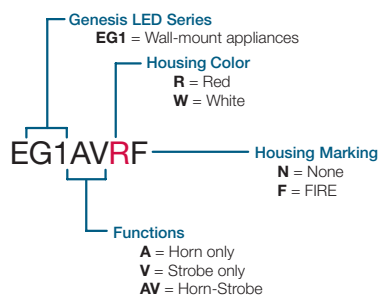 Genesis LED Series
EG1 = Wall-mount appliances
Housing Color
R = Red
W = White
EG1AVRF
Housing Marking
N = None
F = FIRE
Functions
A = Horn only
V = Strobe only
AV = Horn-Strobe